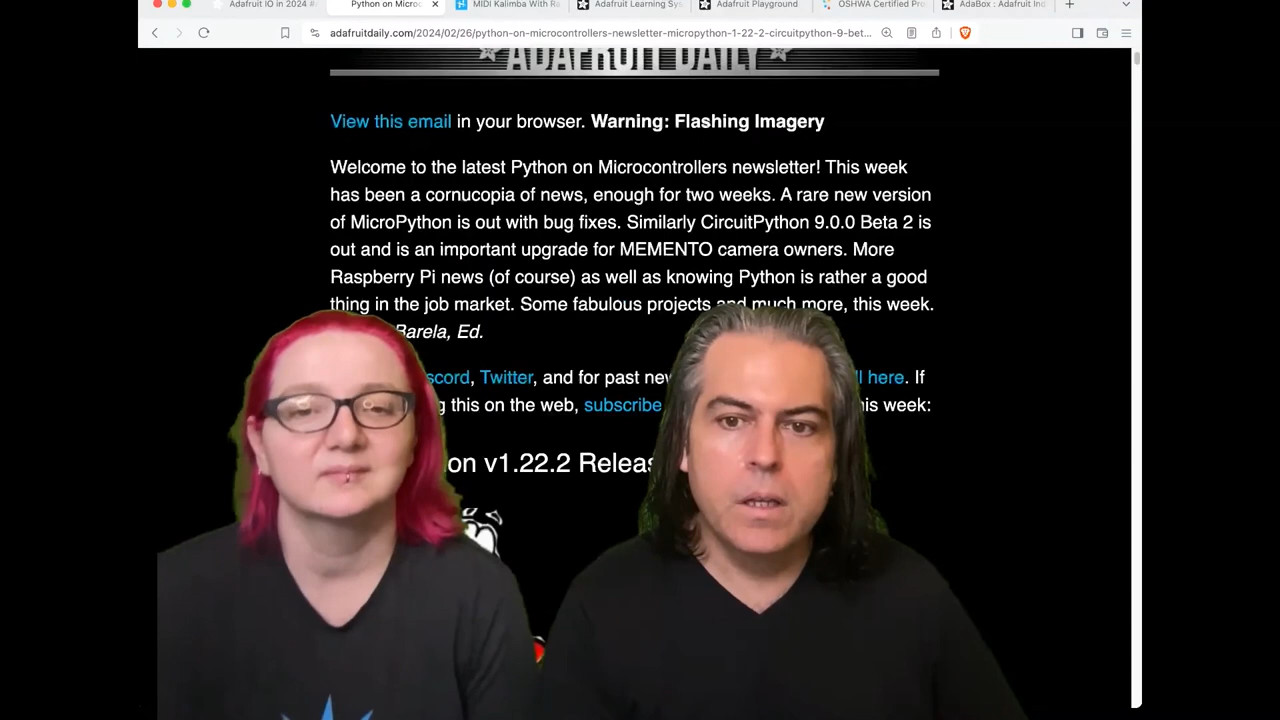 Adafruit IO in 2024 #
Python on Microc
MIDI Kalimba With Ra
Adafruit Learning Sys
Adafruit Playground
OSHWA Certified Pro
AdaBox : Adafruit Ind
adafruitdaily.com/2024/02/26/python-on-microcontrollers-newsletter-micropython-1-22-2-circuitpython-9-bet...
ADAFRUIT DAILY
View this email in your browser. Warning: Flashing Imagery
Welcome to the latest Python on Microcontrollers newsletter! This week
has been a cornucopia of news, enough for two weeks. A rare new version
of MicroPython is out with bug fixes. Similarly CircuitPython 9.0.0 Beta 2 is
out and is an important upgrade for MEMENTO camera owners. More
Raspberry Pi news (of course) as well as knowing Python is rather a good
thing in the job market. Some fabulous projects and much more, this week.
Barela, Ed.
scord, Twitter, and for past new ll here. If
g this on the web, subscribe his week:
on v1.22.2 Releas